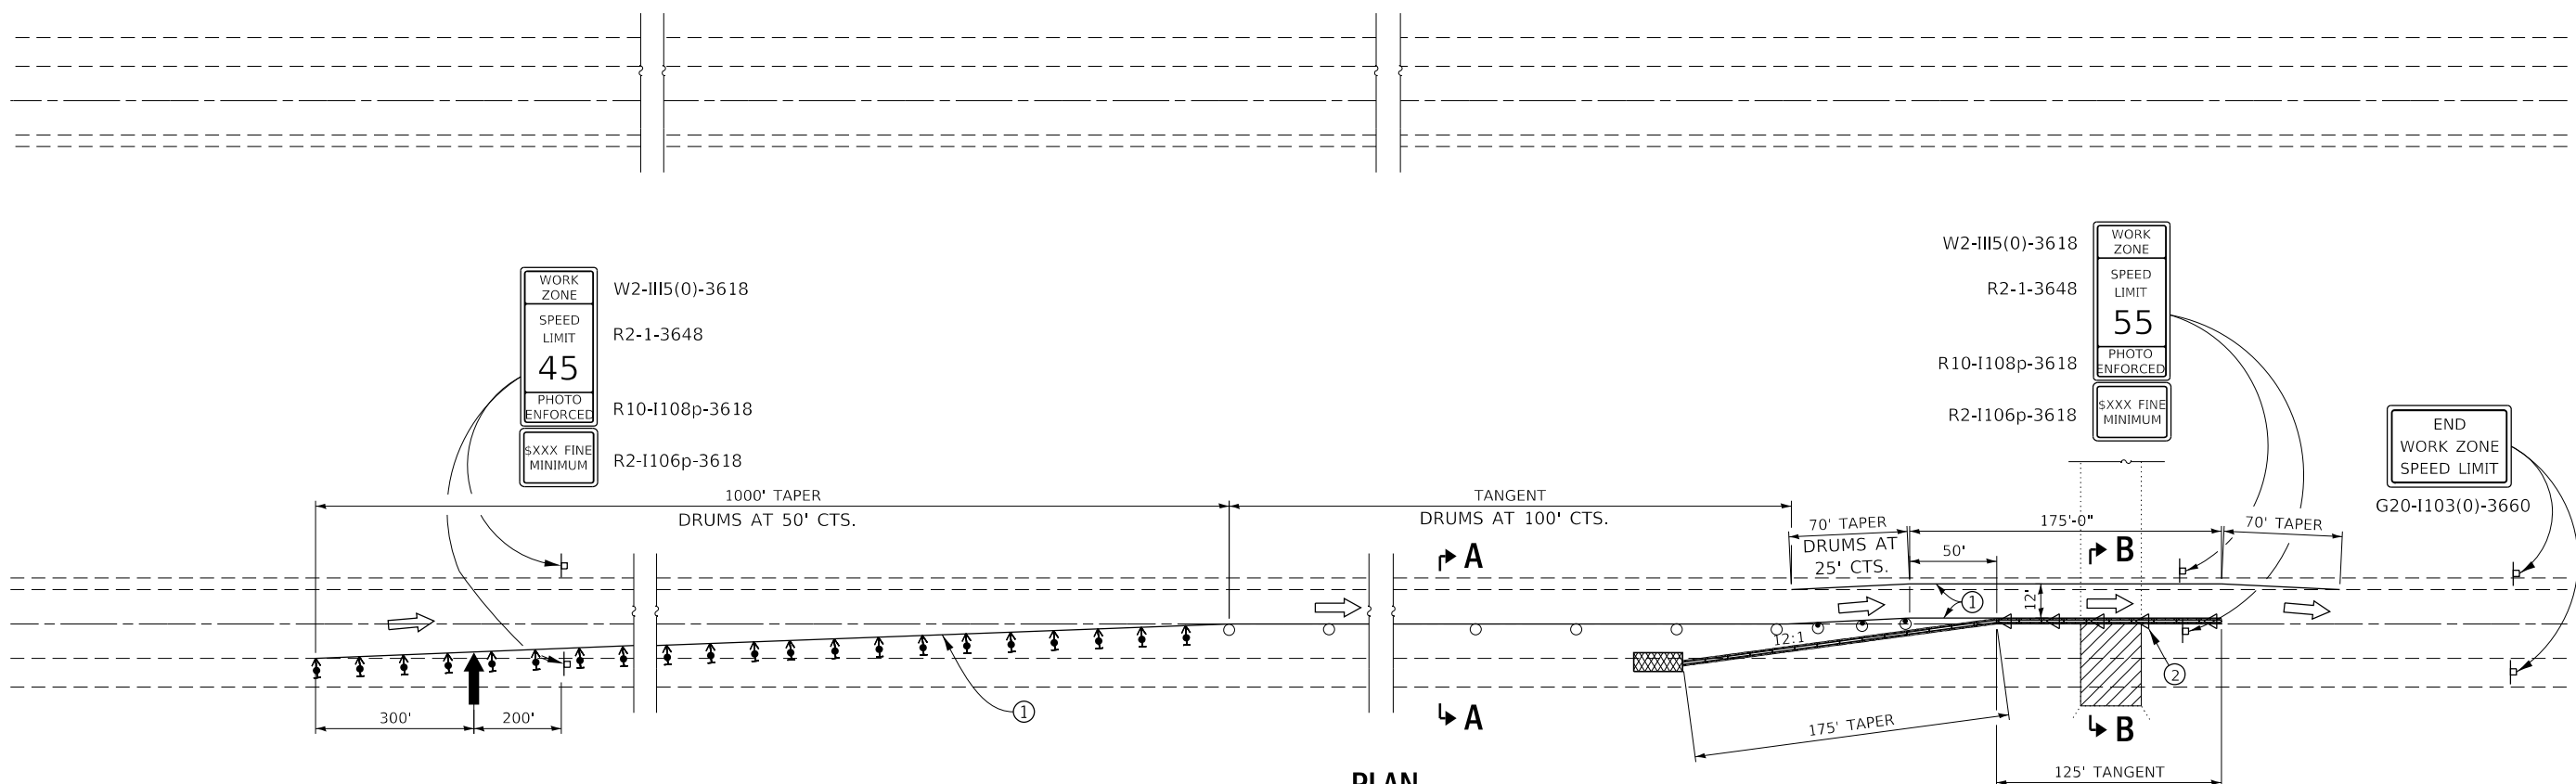 WORK
ZONE
SPEED
LIMIT
45
PHOTO
ENFORCED
$XXX FINE
MINIMUM
W2-III5(0)-3618
R2-1-3648
R10-I108p-3618
R2-I106p-3618
W2-III5(0)-3618
R2-1-3648
R10-I108p-3618
R2-I106p-3618
WORK
ZONE
SPEED
LIMIT
55
PHOTO
ENFORCED
$XXX FINE
MINIMUM
END
WORK ZONE
SPEED LIMIT
G20-I103(0)-3660
1000' TAPER
DRUMS AT 50' CTS.
TANGENT
DRUMS AT 100' CTS.
70' TAPER
DRUMS AT
25' CTS.
175'-0"
70' TAPER
50'
A
B
12'
1
12:1
2
300'
200'
1
A
B
175' TAPER
125' TANGENT
PLAN